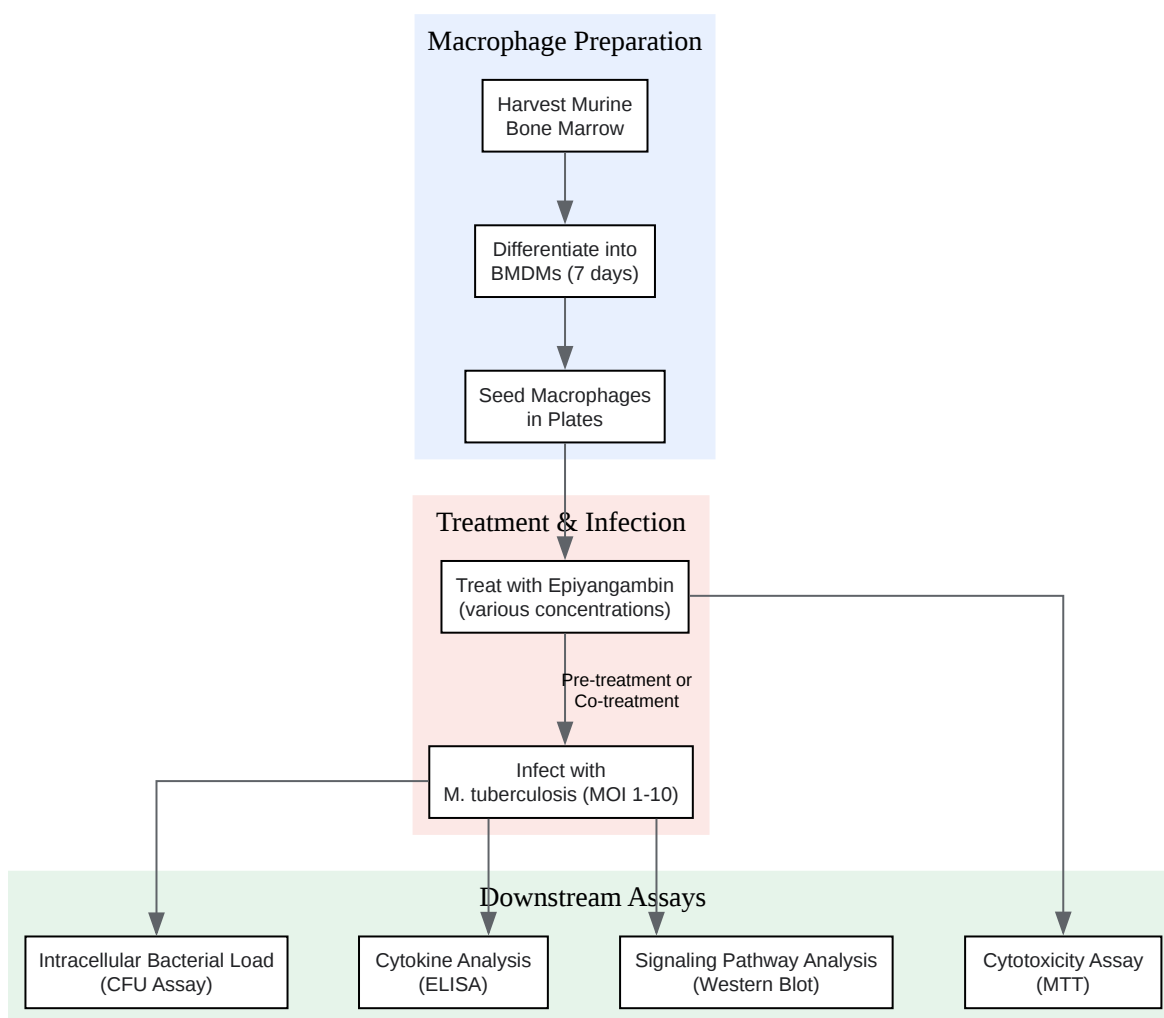 Macrophage Preparation
Harvest Murine
Bone Marrow
Differentiate into
BMDMs (7 days)
Seed Macrophages
in Plates
Treatment & Infection
Treat with Epiyangambin
(various concentrations)
Pre-treatment or
Co-treatment
Infect with
M. tuberculosis (MOI 1-10)
Downstream Assays
Intracellular Bacterial Load
(CFU Assay)
Cytokine Analysis
(ELISA)
Signaling Pathway Analysis
(Western Blot)
Cytotoxicity Assay
(MTT)